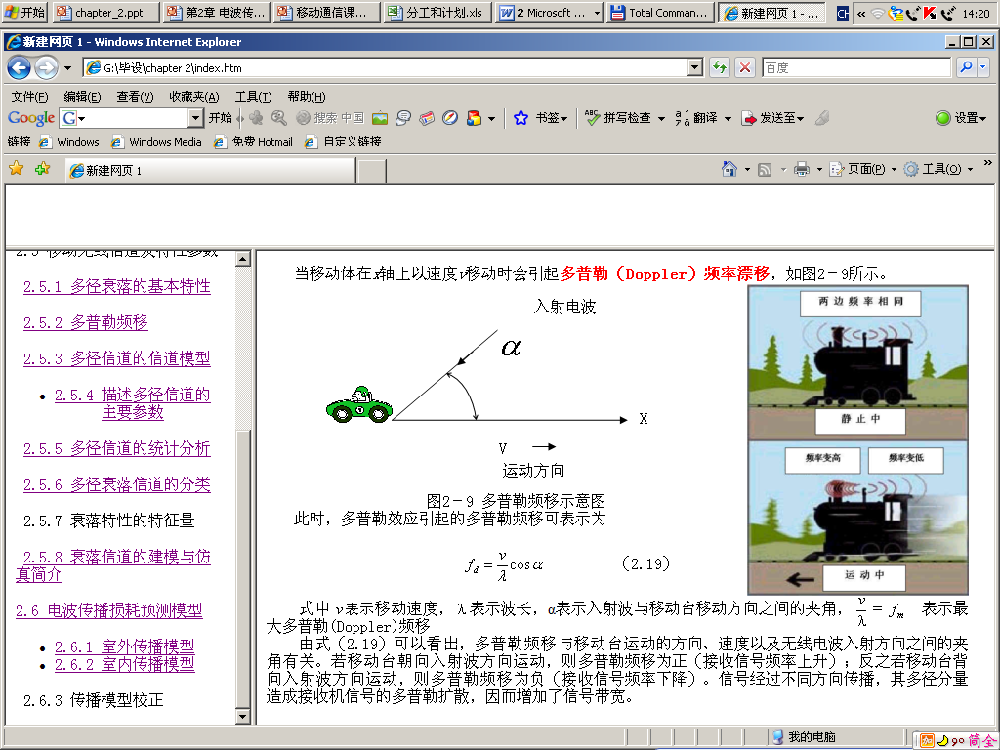 开始 chapter_2.ppt 第2章 电波传... 移动通信课... 分工和计划.xls 2 Microsoft ... Total Comman... 新建网页 1 - ... CH « 14:20
新建网页 1 - Windows Internet Explorer
G:\毕设\chapter 2\index.htm 百度
文件(F) 编辑(E) 查看(V) 收藏夹(A) 工具(T) 帮助(H)
Google G 开始 搜索 中国 书签 ABC 拼写检查 翻译 发送至 设置
链接 Windows Windows Media 免费 Hotmail 自定义链接
新建网页 1 页面(P) 工具(O) »
2.5.1 多径衰落的基本特性
2.5.2 多普勒频移
2.5.3 多径信道的信道模型
• 2.5.4 描述多径信道的
主要参数
2.5.5 多径信道的统计分析
2.5.6 多径衰落信道的分类
2.5.7 衰落特性的特征量
2.5.8 衰落信道的建模与仿
真简介
2.6 电波传播损耗预测模型
• 2.6.1 室外传播模型
• 2.6.2 室内传播模型
2.6.3 传播模型校正
当移动体在x轴上以速度v移动时会引起多普勒（Doppler）频率漂移，如图2－9所示。
入射电波
α
X
V
运动方向
图2－9 多普勒频移示意图
两边频率相同
静止中
频率变高 频率变低
运动中
此时，多普勒效应引起的多普勒频移可表示为
f_d = v/λ cos α （2.19）
式中 v 表示移动速度， λ 表示波长，α表示入射波与移动台移动方向之间的夹角， v/λ = f_m 表示最
大多普勒(Doppler)频移
由式（2.19）可以看出，多普勒频移与移动台运动的方向、速度以及无线电波入射方向之间的夹
角有关。若移动台朝向入射波方向运动，则多普勒频移为正（接收信号频率上升）；反之若移动台背
向入射波方向运动，则多普勒频移为负（接收信号频率下降）。信号经过不同方向传播，其多径分量
造成接收机信号的多普勒扩散，因而增加了信号带宽。
我的电脑 简全